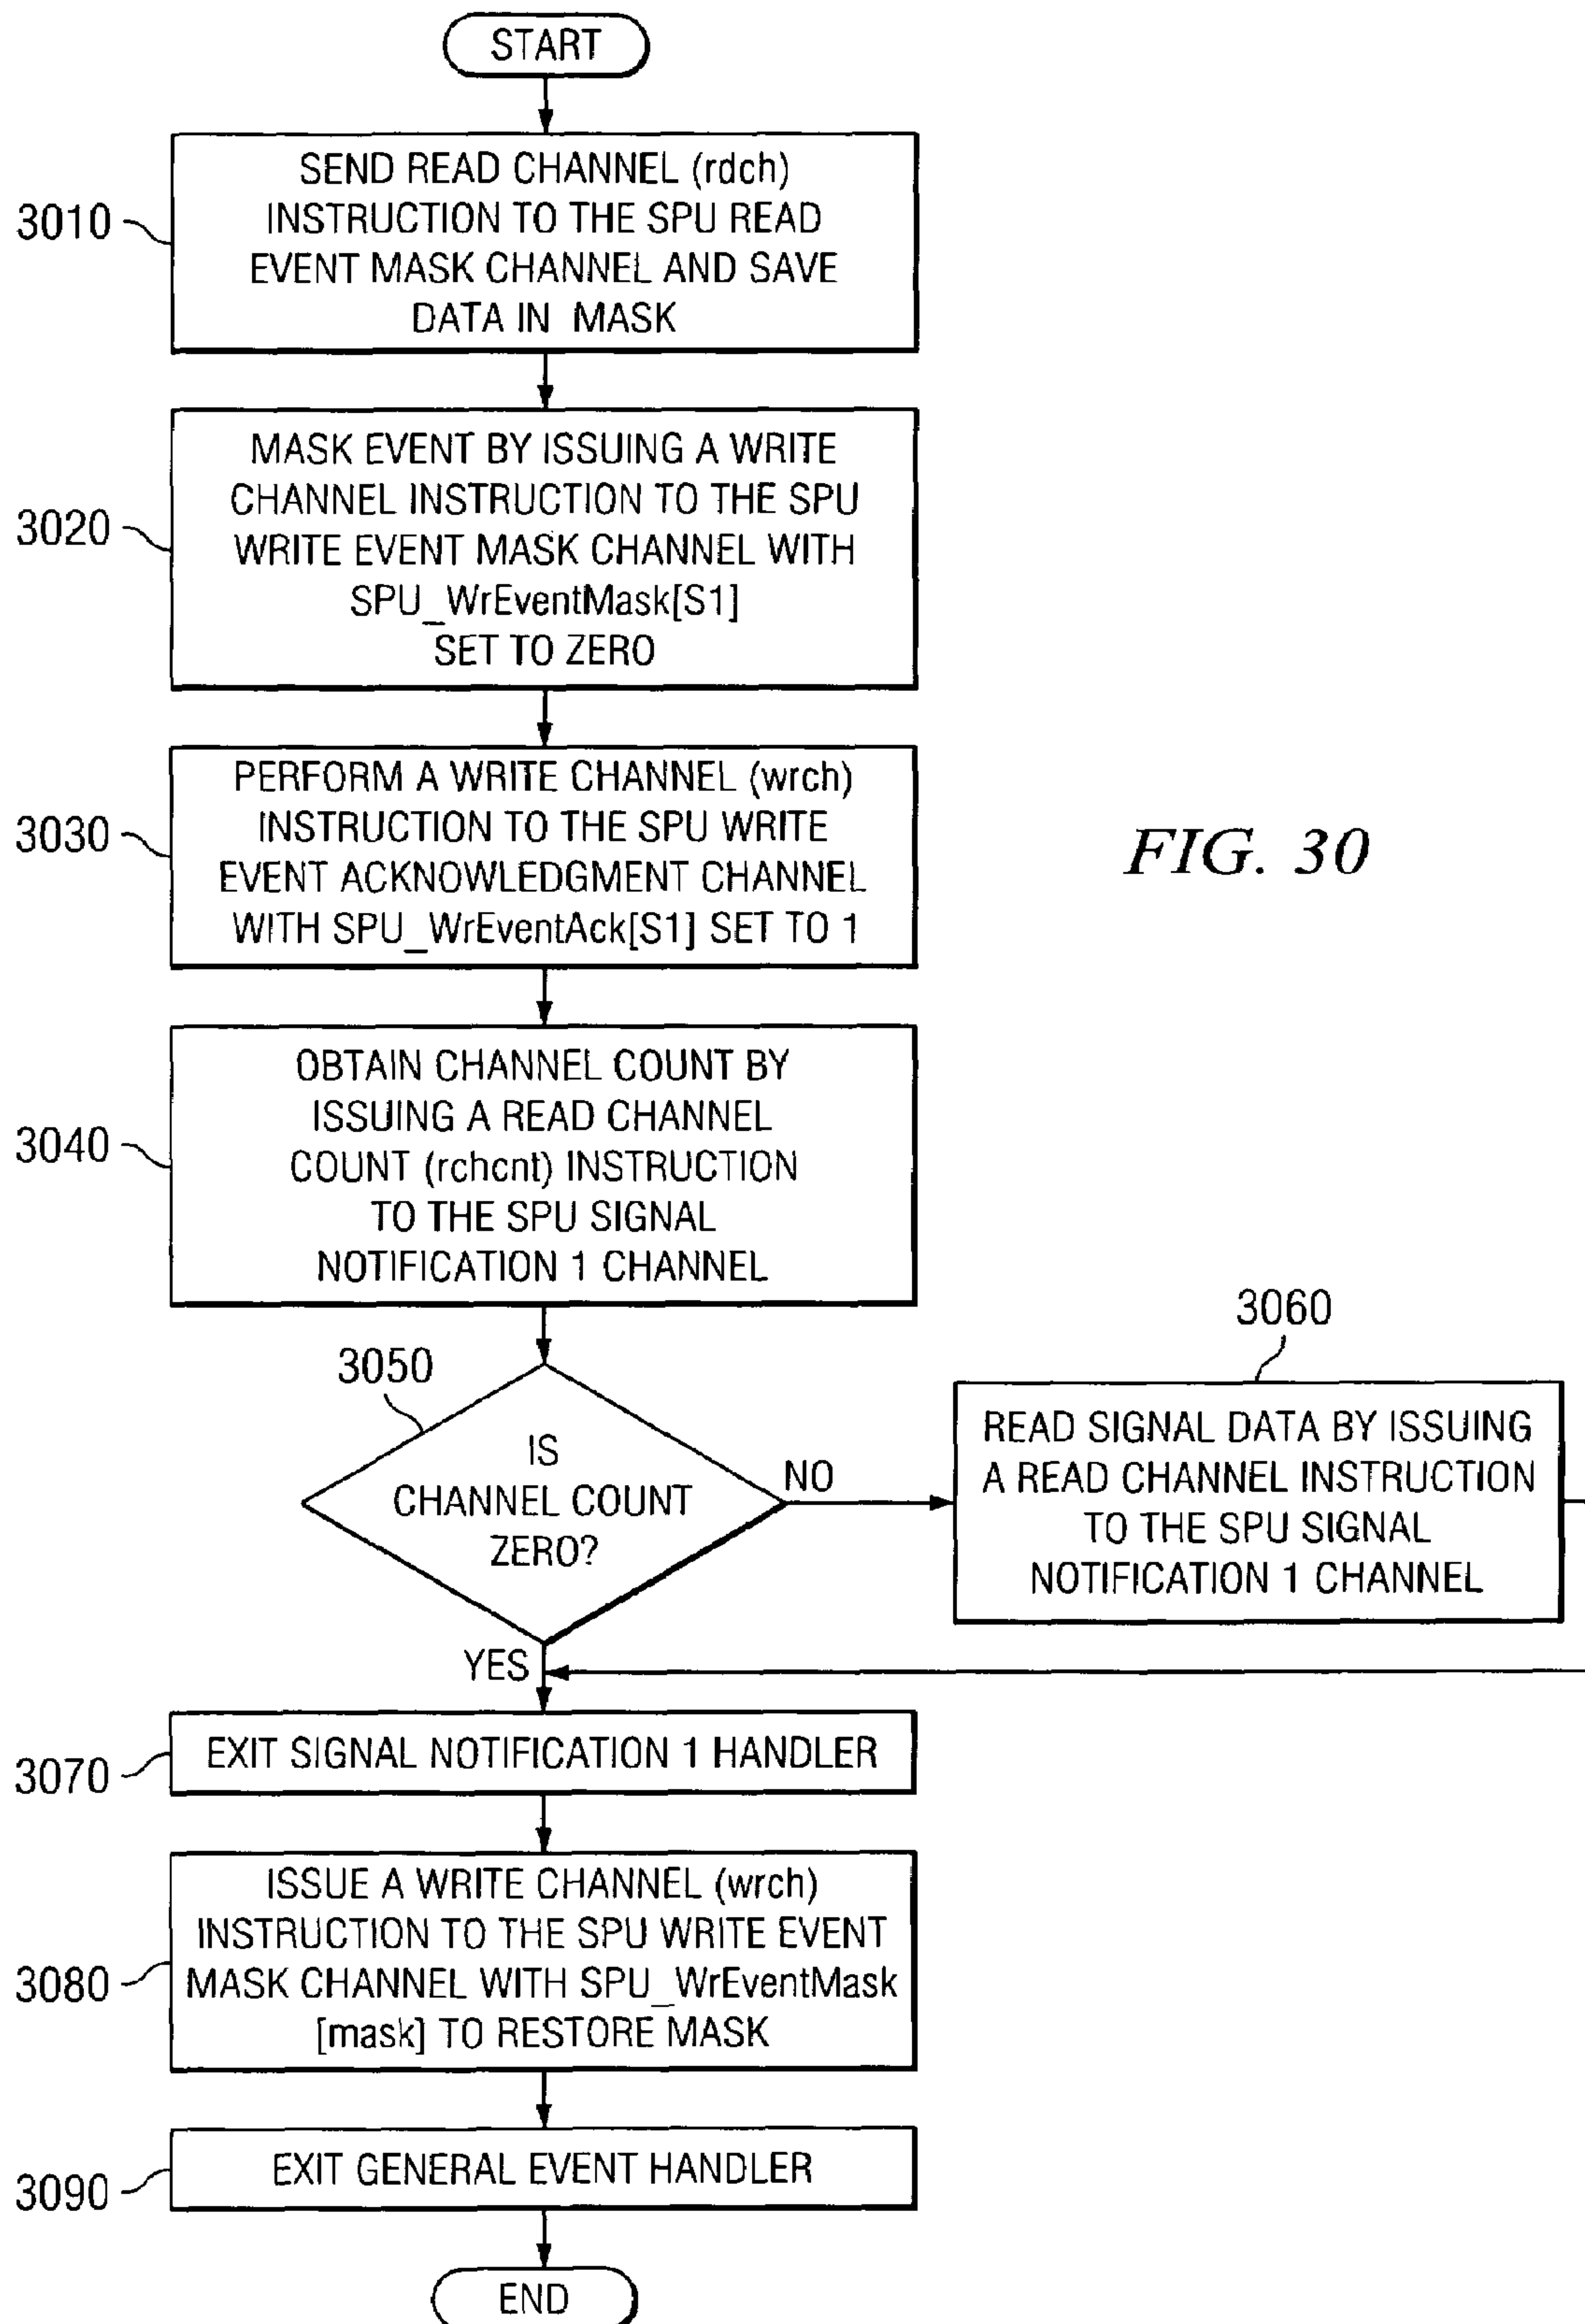 START
3010
SEND READ CHANNEL (rdch)
INSTRUCTION TO THE SPU READ
EVENT MASK CHANNEL AND SAVE
DATA IN MASK
3020
MASK EVENT BY ISSUING A WRITE
CHANNEL INSTRUCTION TO THE SPU
WRITE EVENT MASK CHANNEL WITH
SPU_WrEventMask[S1]
SET TO ZERO
3030
PERFORM A WRITE CHANNEL (wrch)
INSTRUCTION TO THE SPU WRITE
EVENT ACKNOWLEDGMENT CHANNEL
WITH SPU_WrEventAck[S1] SET TO 1
FIG. 30
3040
OBTAIN CHANNEL COUNT BY
ISSUING A READ CHANNEL
COUNT (rchcnt) INSTRUCTION
TO THE SPU SIGNAL
NOTIFICATION 1 CHANNEL
3050
IS
CHANNEL COUNT
ZERO?
NO
3060
READ SIGNAL DATA BY ISSUING
A READ CHANNEL INSTRUCTION
TO THE SPU SIGNAL
NOTIFICATION 1 CHANNEL
YES
3070
EXIT SIGNAL NOTIFICATION 1 HANDLER
3080
ISSUE A WRITE CHANNEL (wrch)
INSTRUCTION TO THE SPU WRITE EVENT
MASK CHANNEL WITH SPU_WrEventMask
[mask] TO RESTORE MASK
3090
EXIT GENERAL EVENT HANDLER
END